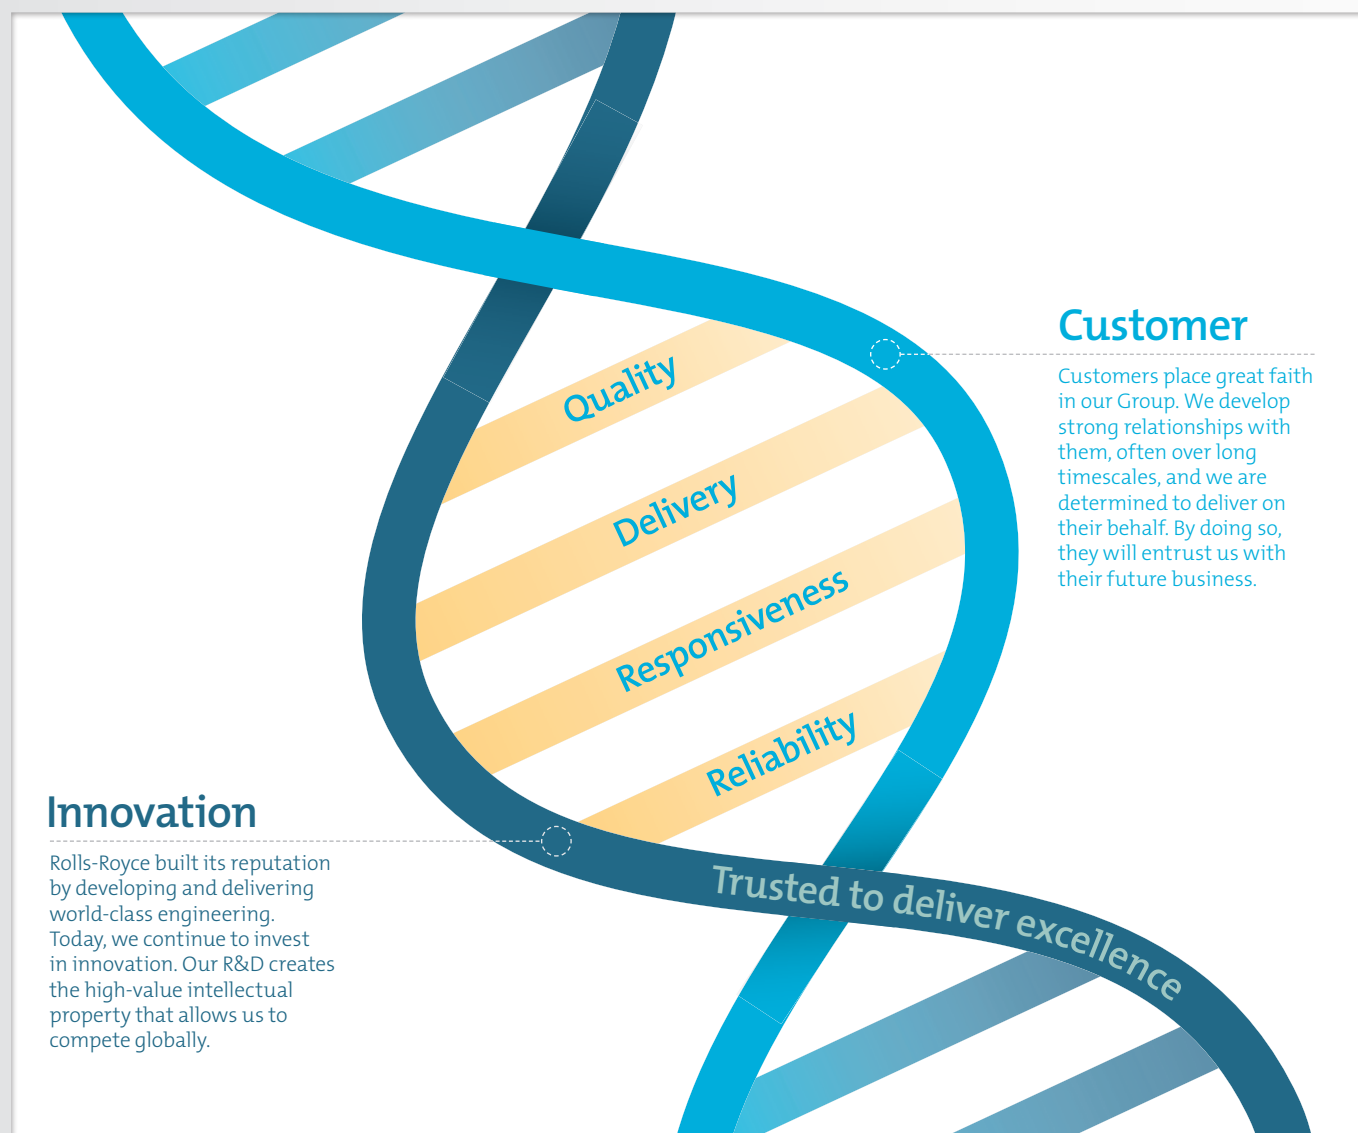 Customer
Customers place great faith
in our Group. We develop
strong relationships with
them, often over long
timescales, and we are
determined to deliver on
their behalf. By doing so,
they will entrust us with
their future business.
Quality
Delivery
Responsiveness
Reliability
Innovation
Rolls-Royce built its reputation
by developing and delivering
world-class engineering.
Today, we continue to invest
in innovation. Our R&D creates
the high-value intellectual
property that allows us to
compete globally.
Trusted to deliver excellence